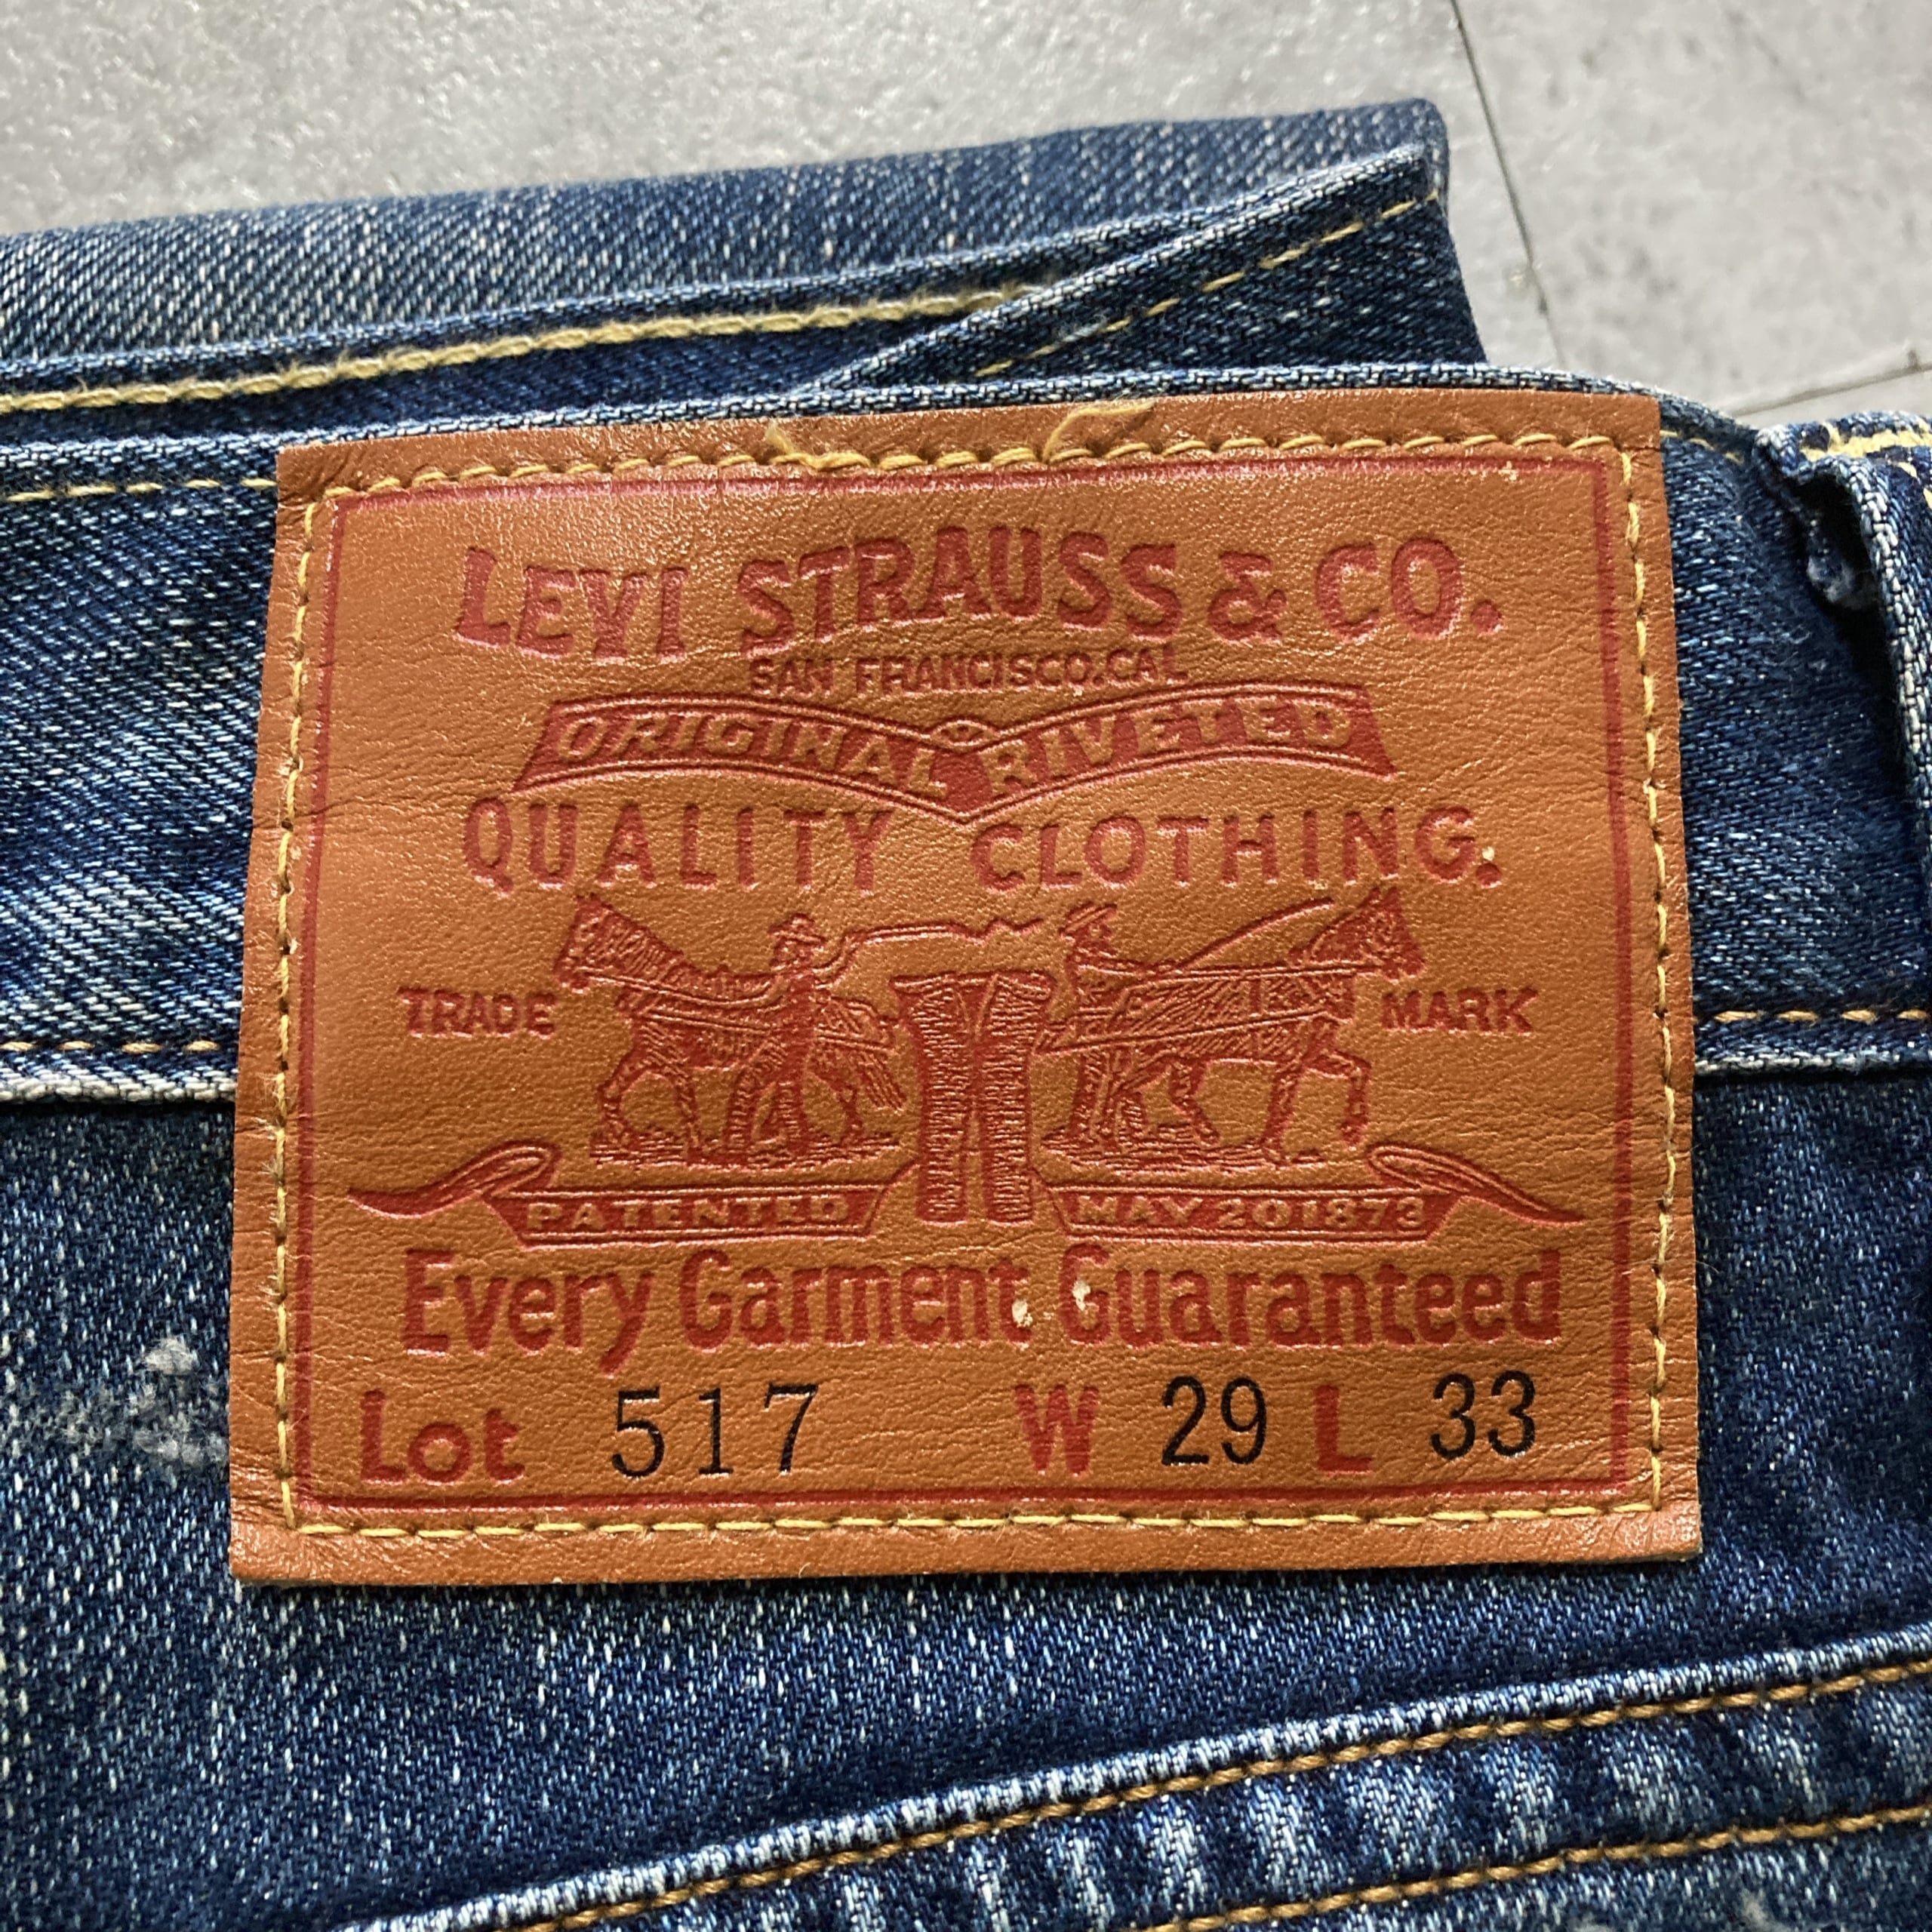 LEVI STRAUSS & CO.
SAN FRANCISCO.CAL
ORIGINAL RIVETED
QUALITY CLOTHING.
TRADE MARK
PATENTED MAY 20 1873
Every Garment Guaranteed
Lot 517 W 29 L 33